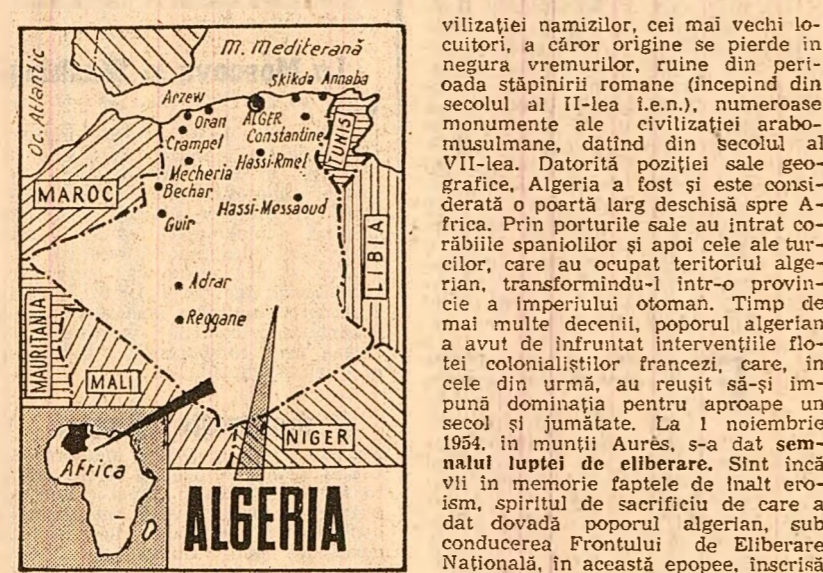 Oc. Atlantic
M. Mediterană
Skikda Annaba
Arzew
Oran ALGER
Crampel Constantine
TUNIS
Mecheria Hassi-Rmel
MAROC
Bechar
Hassi-Messaoud
Guir
LIBIA
Adrar
Reggane
MAURITANIA
MALI
NIGER
Africa
ALGERIA
vilizației namizilor, cei mai vechi lo-
cuitori, a căror origine se pierde în
negura vremurilor, ruine din peri-
oada stăpînirii romane (începind din
secolul al II-lea î.e.n.), numeroase
monumente ale civilizației arabo-
musulmane, datînd din secolul al
VII-lea. Datorită poziției sale geo-
grafice, Algeria a fost și este consi-
derată o poartă larg deschisă spre A-
frica. Prin porturile sale au intrat co-
răbiile spaniolilor și apoi cele ale tur-
cilor, care au ocupat teritoriul alge-
rian, transformindu-l într-o provin-
cie a imperiului otoman. Timp de
mai multe decenii, poporul algerian
a avut de înfruntat intervențiile flo-
tei colonialiștilor francezi, care, în
cele din urmă, au reușit să-și im-
pună dominația pentru aproape un
secol și jumătate. La 1 noiembrie
1954, în munții Aurès, s-a dat sem-
nalul luptei de eliberare. Sînt încă
vii în memorie faptele de înalt ero-
ism, spiritul de sacrificiu de care a
dat dovadă poporul algerian, sub
conducerea Frontului de Eliberare
Națională, în această epopee, înscrisă